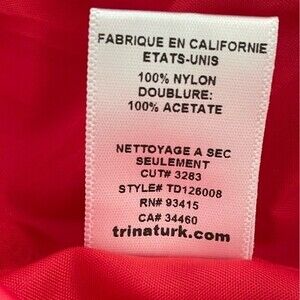 FABRIQUE EN CALIFORNIE
ETATS-UNIS
100% NYLON
DOUBLURE:
100% ACETATE
NETTOYAGE A SEC
SEULEMENT
CUT# 3283
STYLE# TD126008
RN# 93415
CA# 34460
trinaturk.com